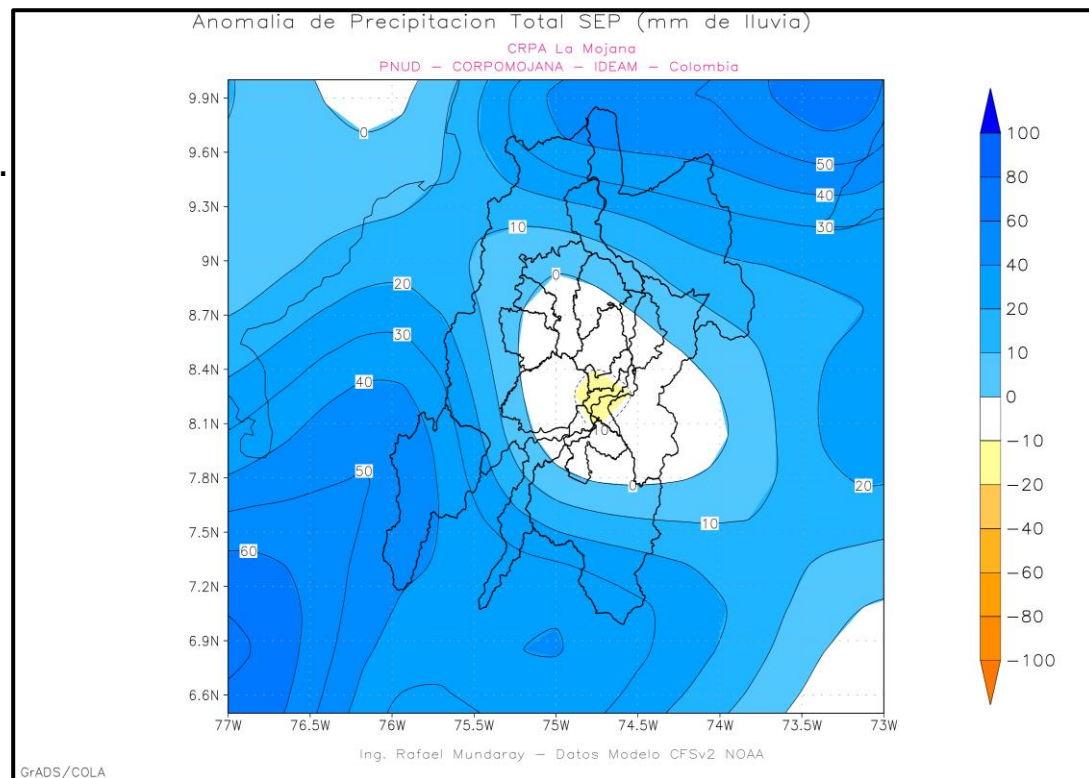 Anomalia de Precipitacion Total SEP (mm de lluvia)
CRPA La Mojana
PNUD – CORPOMOJANA – IDEAM – Colombia
9.9N
9.6N
9.3N
9N
8.7N
8.4N
8.1N
7.8N
7.5N
7.2N
6.9N
6.6N
77W
76.5W
76W
75.5W
75W
74.5W
74W
73.5W
73W
0
50
40
30
10
0
20
30
40
50
60
0
10
20
100
80
60
40
20
10
0
-10
-20
-40
-60
-80
-100
Ing. Rafael Mundaray – Datos Modelo CFSv2 NOAA
GrADS/COLA